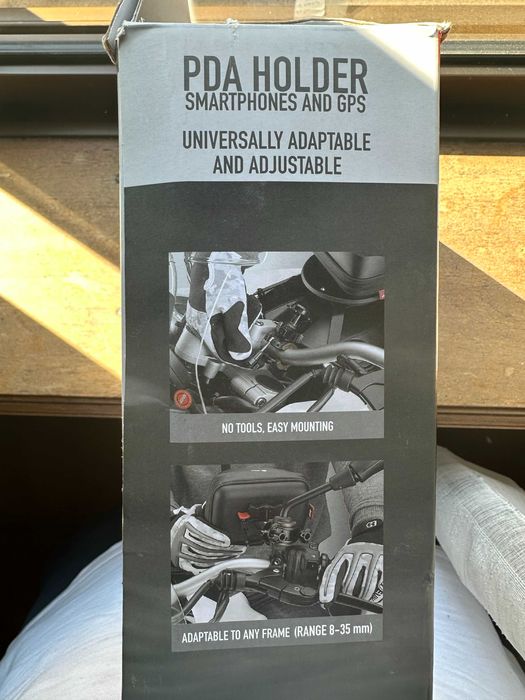 PDA HOLDER
SMARTPHONES AND GPS
UNIVERSALLY ADAPTABLE
AND ADJUSTABLE
NO TOOLS, EASY MOUNTING
ADAPTABLE TO ANY FRAME (RANGE 8-35 mm)